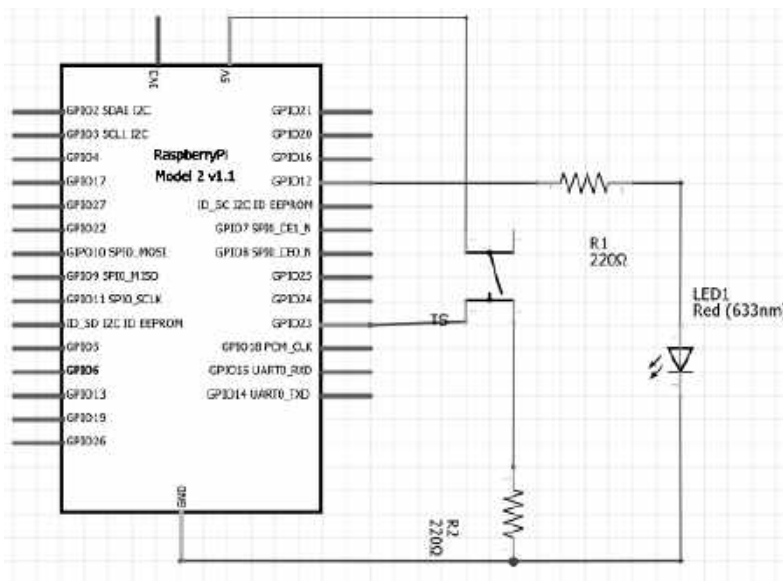 3V3
5V
GPIO2 SDA1 I2C
GPIO3 SCL1 I2C
GPIO4
GPIO17
GPIO27
GPIO22
GIPO10 SPI0_MOSI
GPIO9 SPI0_MISO
GPIO11 SPI0_SCLK
ID_SD I2C ID EEPROM
GPIO5
GPIO6
GPIO13
GPIO19
GPIO26
RaspberryPi
Model 2 v1.1
GPIO21
GPIO20
GPIO16
GPIO12
ID_SC I2C ID EEPROM
GPIO7 SPI0_CE1_N
GPIO8 SPI0_CE0_N
GPIO25
GPIO24
GPIO23
GPIO18 PCM_CLK
GPIO15 UART0_RXD
GPIO14 UART0_TXD
GND
S1
R1
220Ω
LED1
Red (633nm)
R2
220Ω